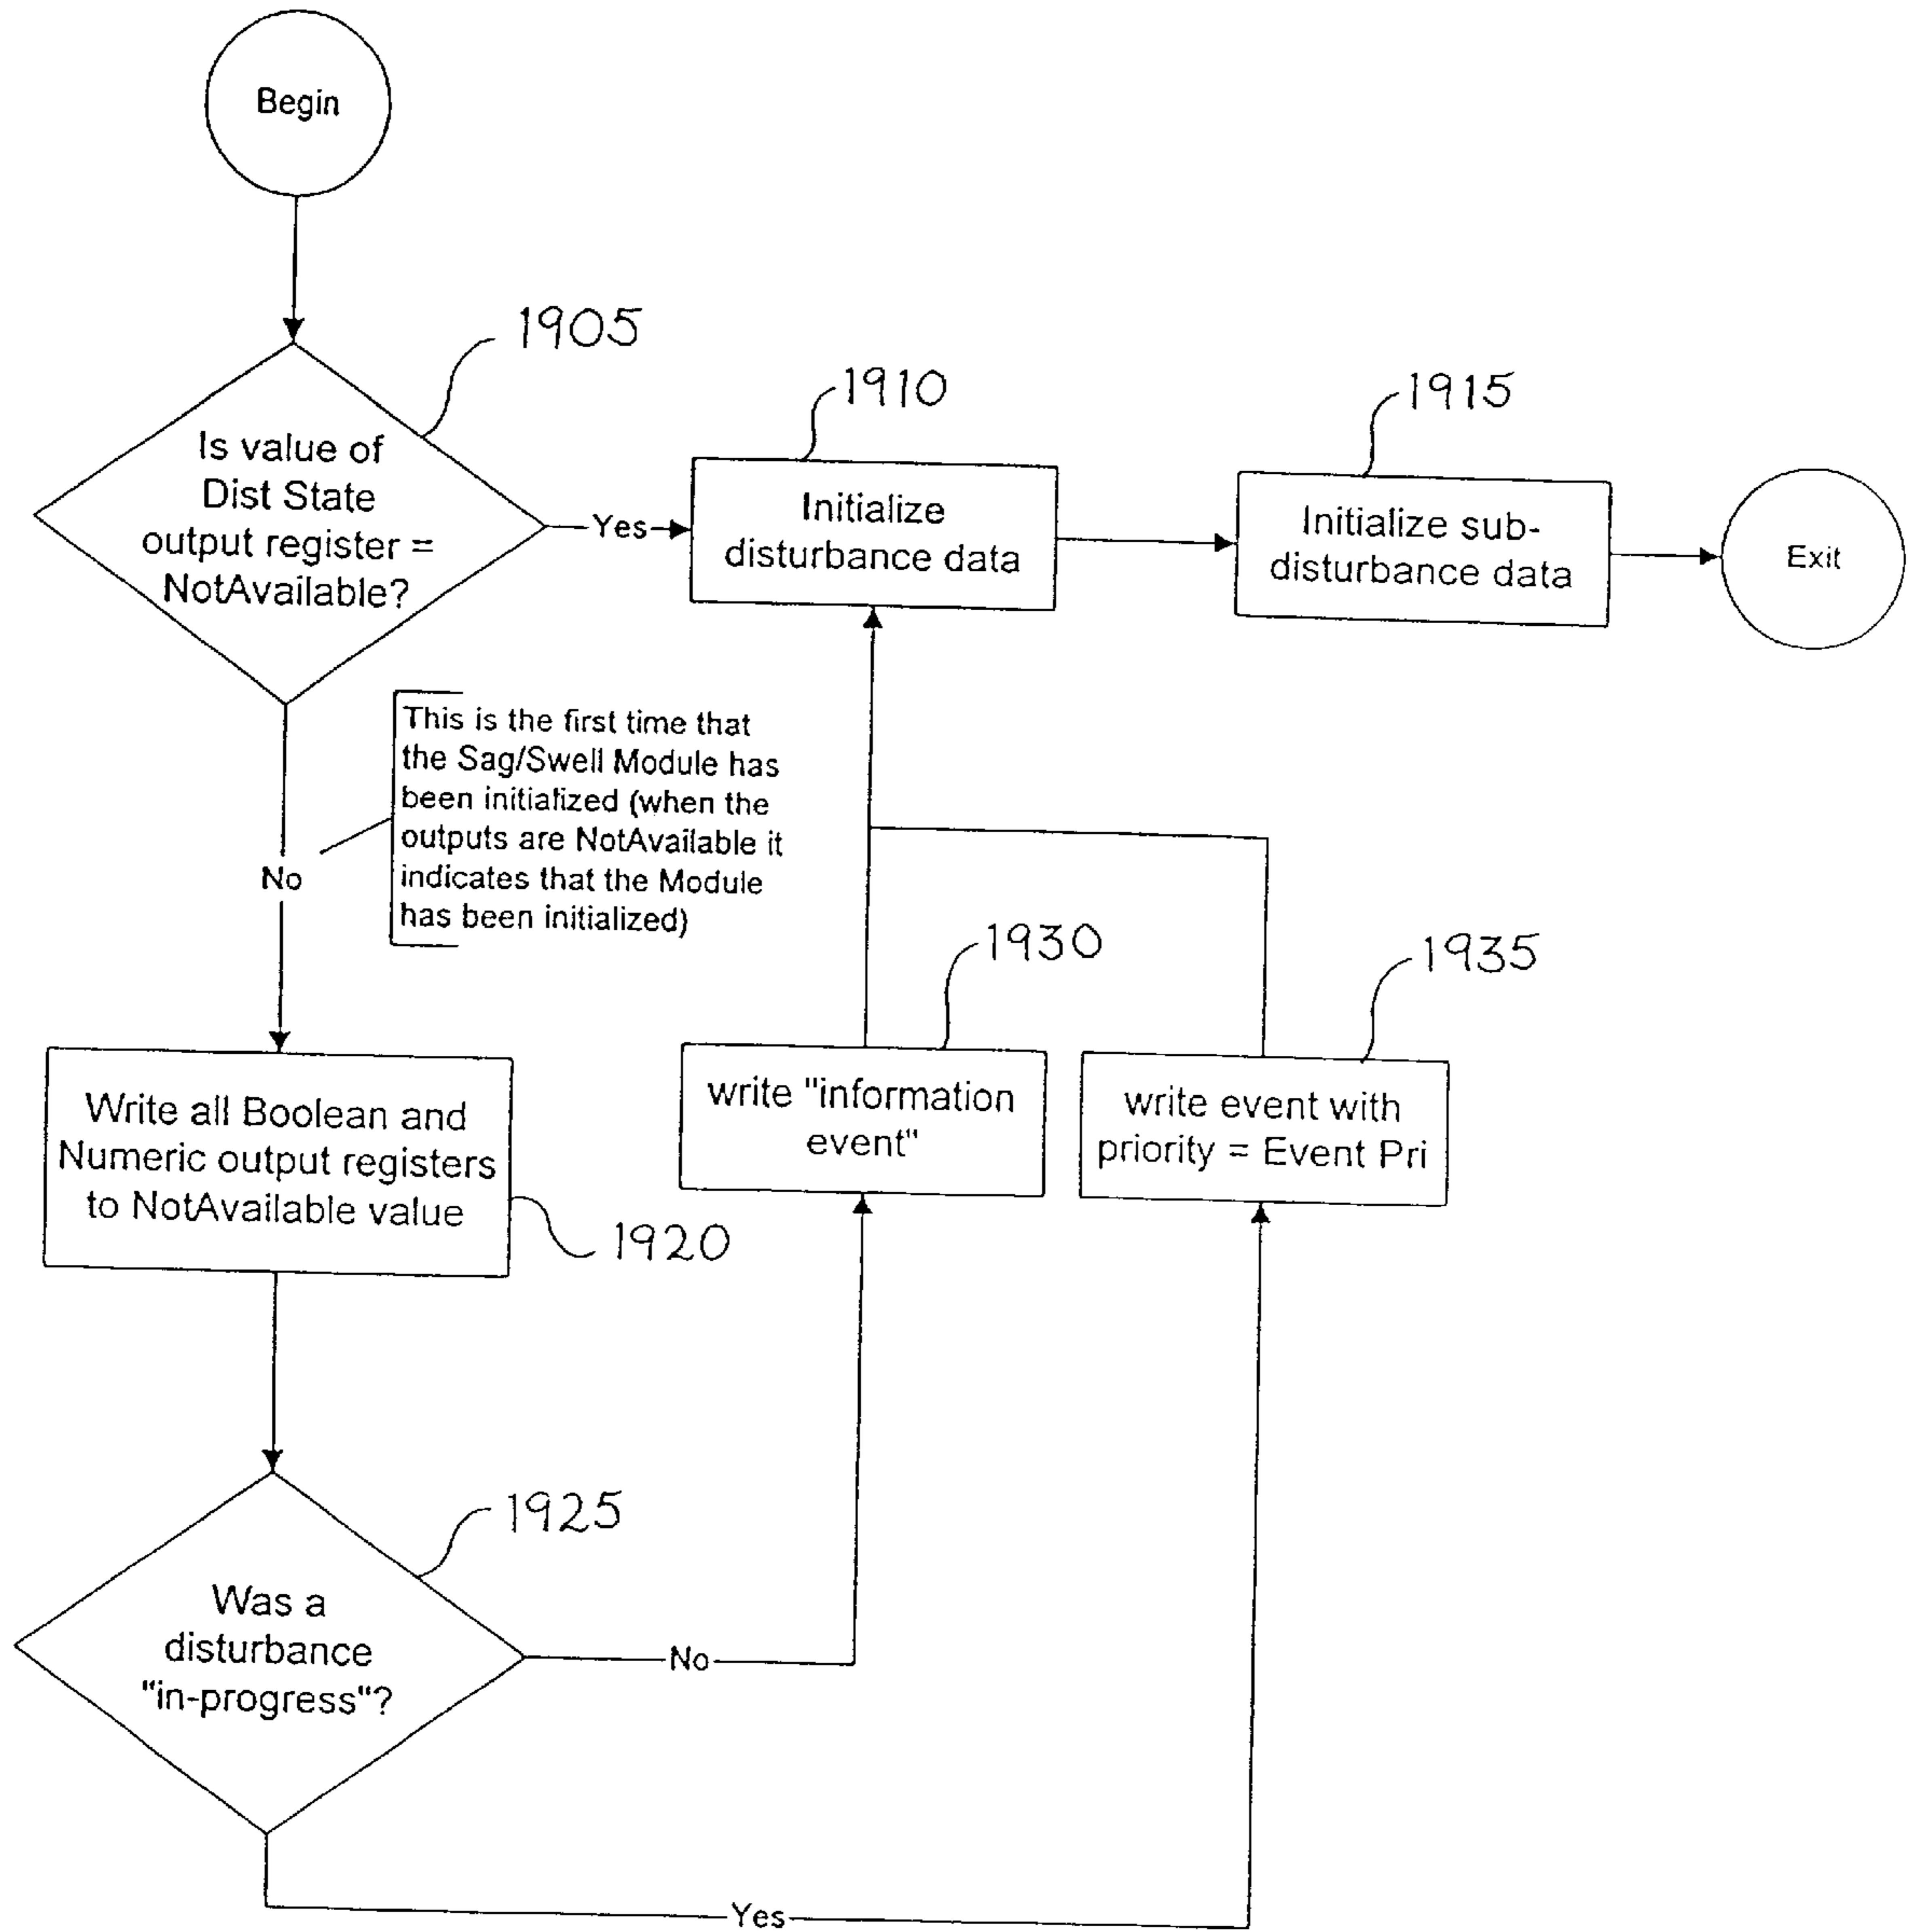 Begin
1905
Is value of
Dist State
output register =
NotAvailable?
Yes
1910
Initialize
disturbance data
1915
Initialize sub-
disturbance data
Exit
No
This is the first time that
the Sag/Swell Module has
been initialized (when the
outputs are NotAvailable it
indicates that the Module
has been initialized)
Write all Boolean and
Numeric output registers
to NotAvailable value
1920
1930
write "information
event"
1935
write event with
priority = Event Pri
1925
Was a
disturbance
"in-progress"?
No
Yes